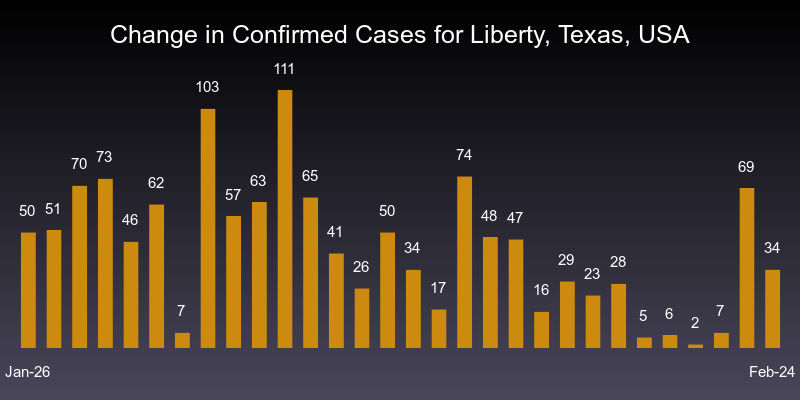 Change in Confirmed Cases for Liberty, Texas, USA
50 51 70 73 46 62 7 103 57 63 111 65 41 26 50 34 17 74 48 47 16 29 23 28 5 6 2 7 69 34
Jan-26 Feb-24